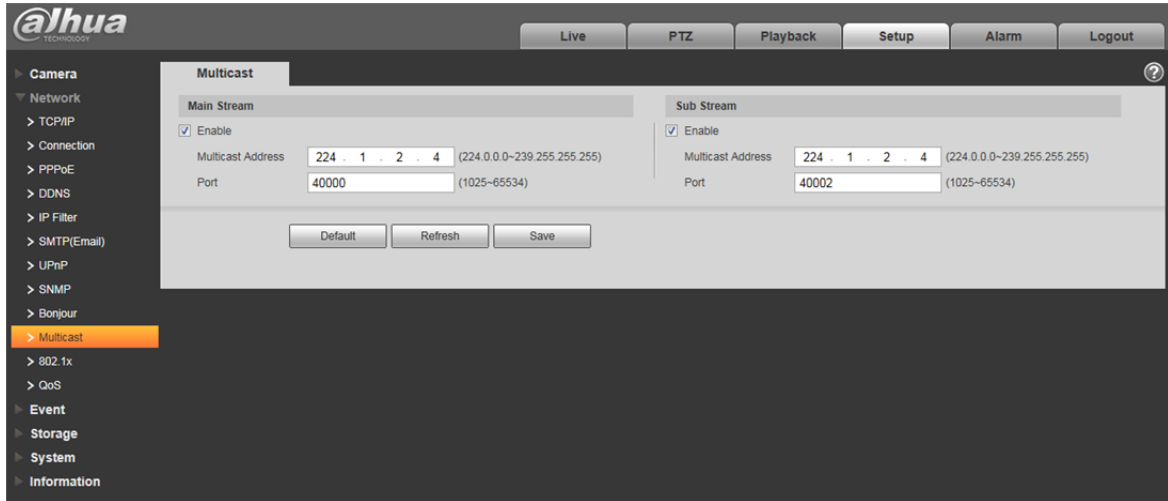 alhua
TECHNOLOGY
Live PTZ Playback Setup Alarm Logout
Camera
Network
TCP/IP
Connection
PPPoE
DDNS
IP Filter
SMTP(Email)
UPnP
SNMP
Bonjour
Multicast
802.1x
QoS
Event
Storage
System
Information
Multicast
Main Stream
Enable
Multicast Address 224 . 1 . 2 . 4 (224.0.0.0~239.255.255.255)
Port 40000 (1025~65534)
Sub Stream
Enable
Multicast Address 224 . 1 . 2 . 4 (224.0.0.0~239.255.255.255)
Port 40002 (1025~65534)
Default Refresh Save